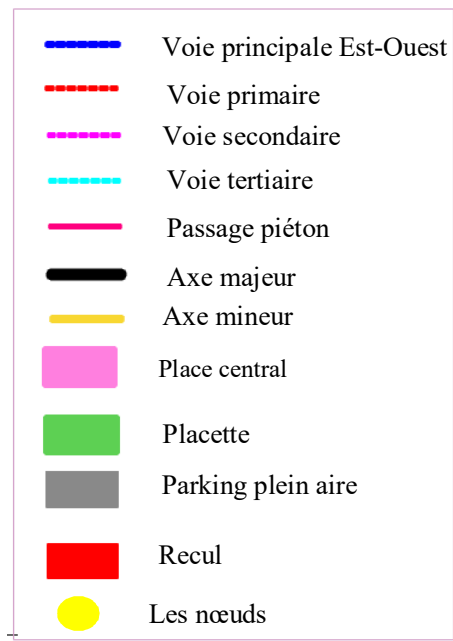 Voie principale Est-Ouest
Voie primaire
Voie secondaire
Voie tertiaire
Passage piéton
Axe majeur
Axe mineur
Place central
Placette
Parking plein aire
Recul
Les nœuds